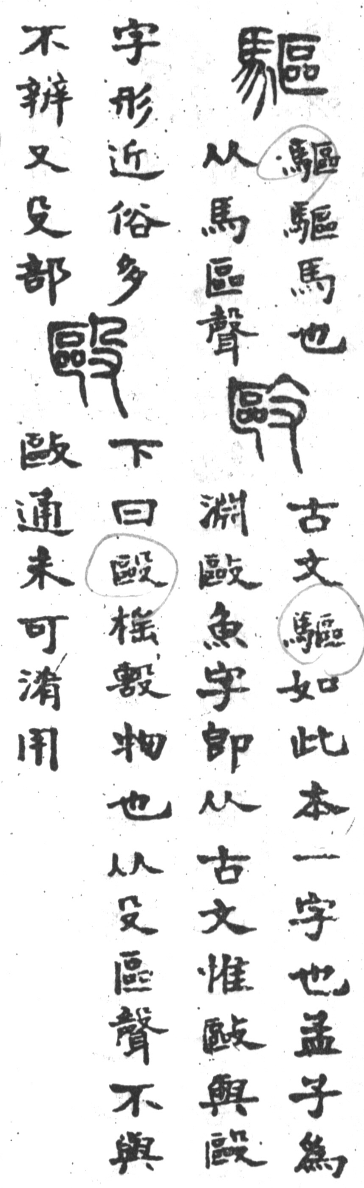 驅
驅驅馬也
从馬區聲
敺
古文驅如此本一字也孟子為
淵敺魚字即从古文惟敺與毆
字形近俗多
不辨又殳部
毆
下曰毆棰毄物也从殳區聲不與
敺通未可淆用